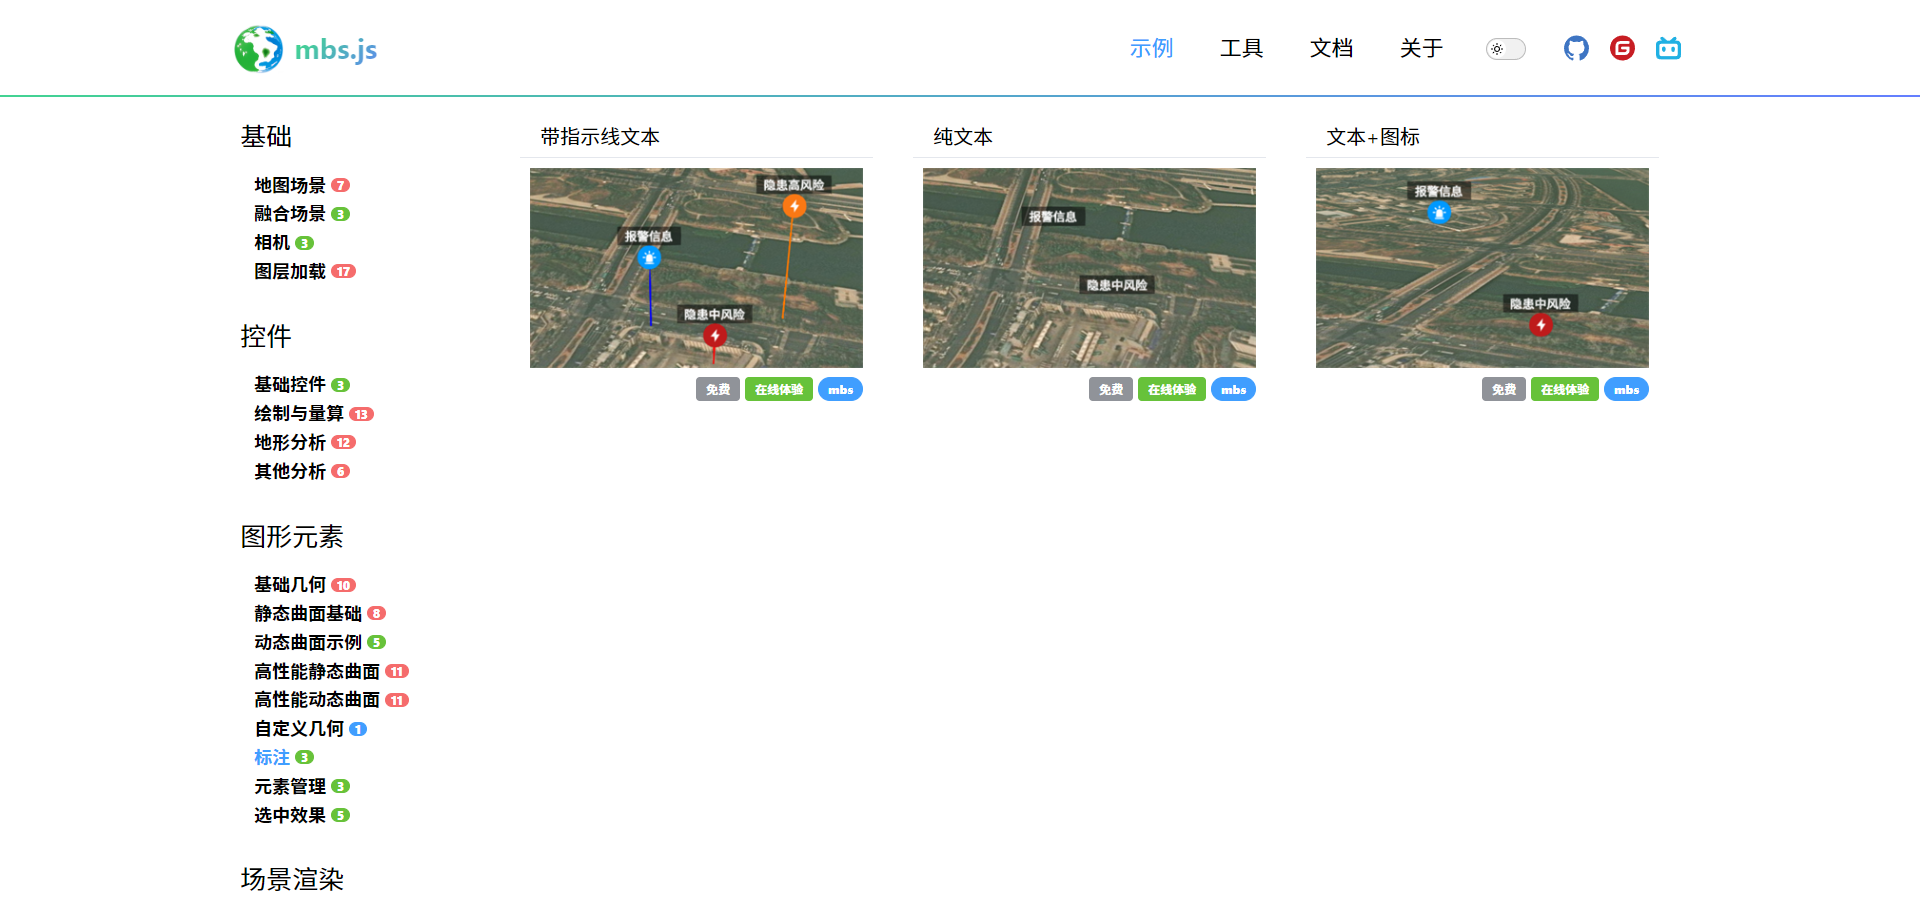 mbs.js
示例
工具
文档
关于
基础
地图场景 7
融合场景 3
相机 3
图层加载 17
控件
基础控件 3
绘制与量算 13
地形分析 12
其他分析 6
图形元素
基础几何 10
静态曲面基础 8
动态曲面示例 5
高性能静态曲面 11
高性能动态曲面 11
自定义几何 1
标注 3
元素管理 3
选中效果 5
场景渲染
带指示线文本
隐患高风险
报警信息
隐患中风险
免费 在线体验 mbs
纯文本
报警信息
隐患中风险
免费 在线体验 mbs
文本+图标
报警信息
隐患中风险
免费 在线体验 mbs